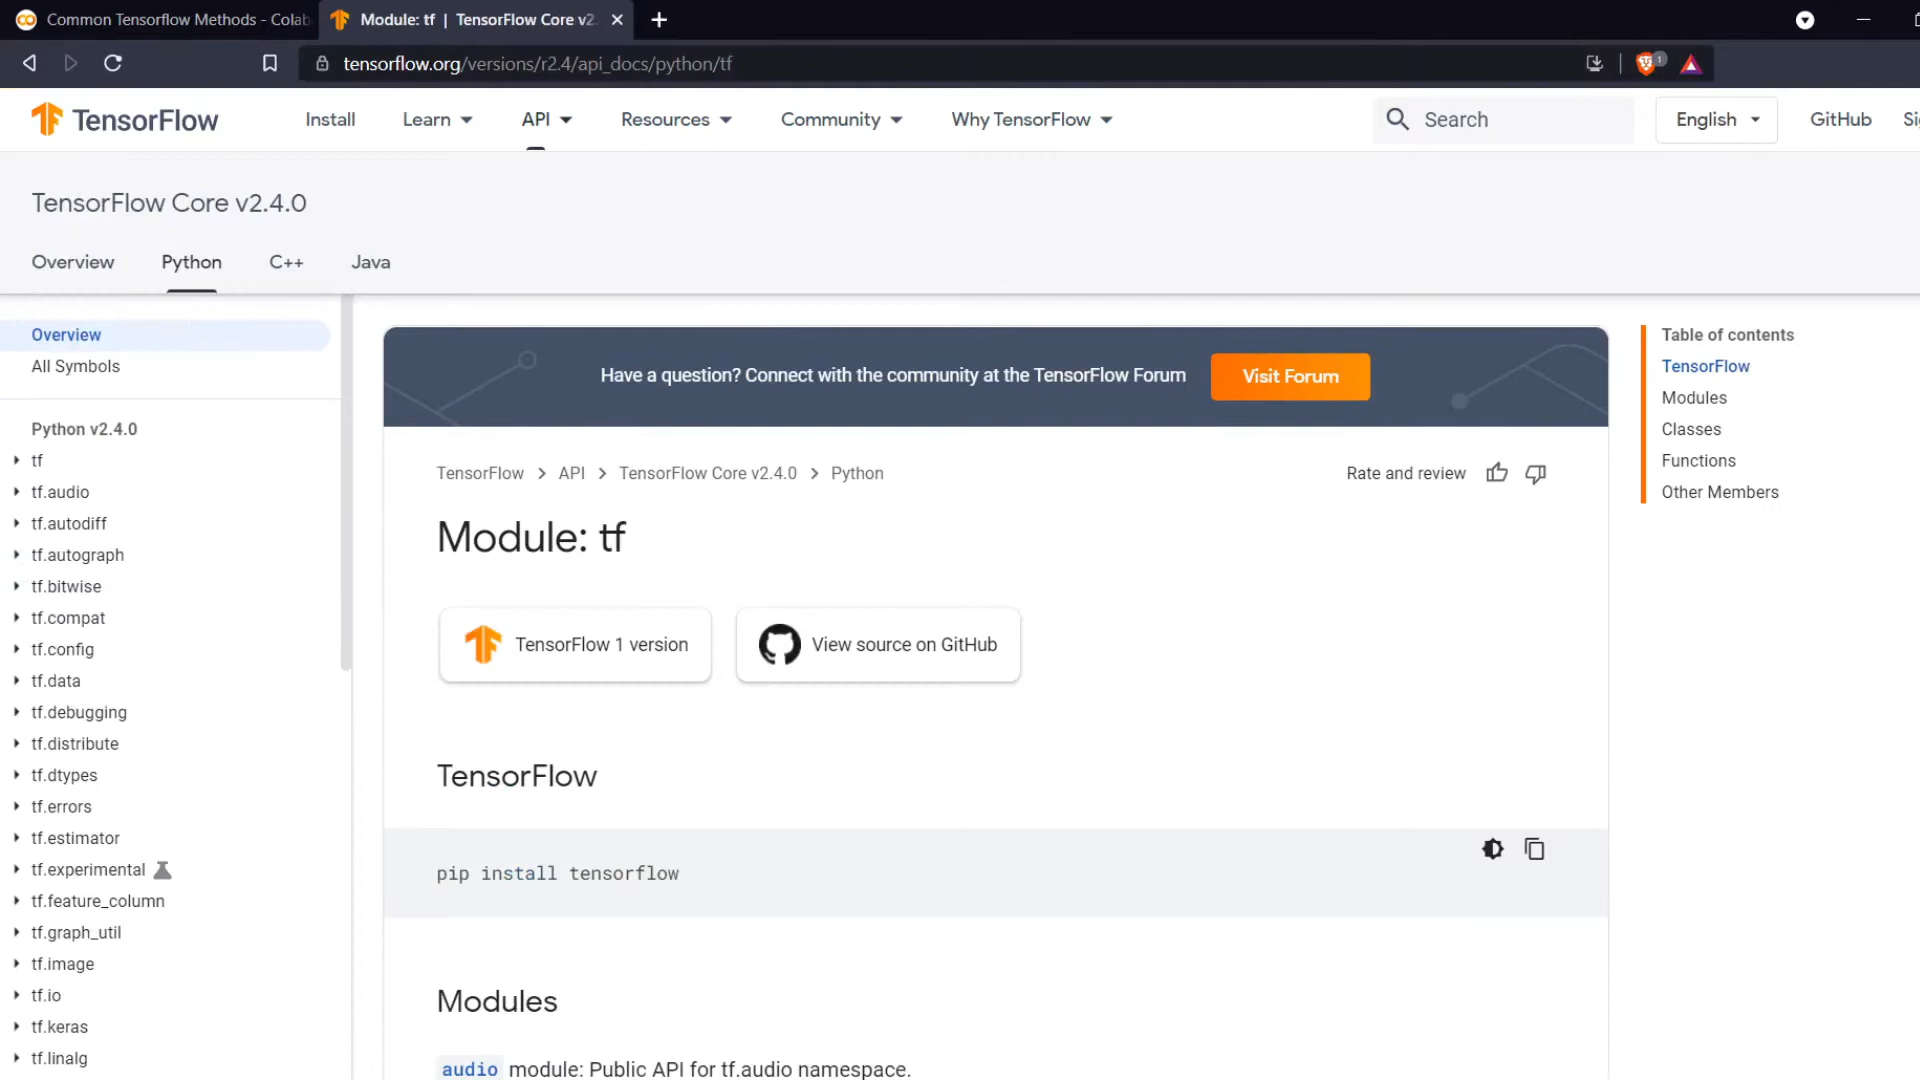 Common Tensorflow Methods - Colab
Module: tf | TensorFlow Core v2
tensorflow.org/versions/r2.4/api_docs/python/tf
1
TensorFlow
Install
Learn
API
Resources
Community
Why TensorFlow
Search
English
GitHub
TensorFlow Core v2.4.0
Overview
Python
C++
Java
Overview
All Symbols
Python v2.4.0
tf
tf.audio
tf.autodiff
tf.autograph
tf.bitwise
tf.compat
tf.config
tf.data
tf.debugging
tf.distribute
tf.dtypes
tf.errors
tf.estimator
tf.experimental
tf.feature_column
tf.graph_util
tf.image
tf.io
tf.keras
tf.linalg
Have a question? Connect with the community at the TensorFlow Forum
Visit Forum
TensorFlow > API > TensorFlow Core v2.4.0 > Python
Rate and review
Module: tf
TensorFlow 1 version
View source on GitHub
TensorFlow
pip install tensorflow
Modules
audio module: Public API for tf.audio namespace.
Table of contents
TensorFlow
Modules
Classes
Functions
Other Members